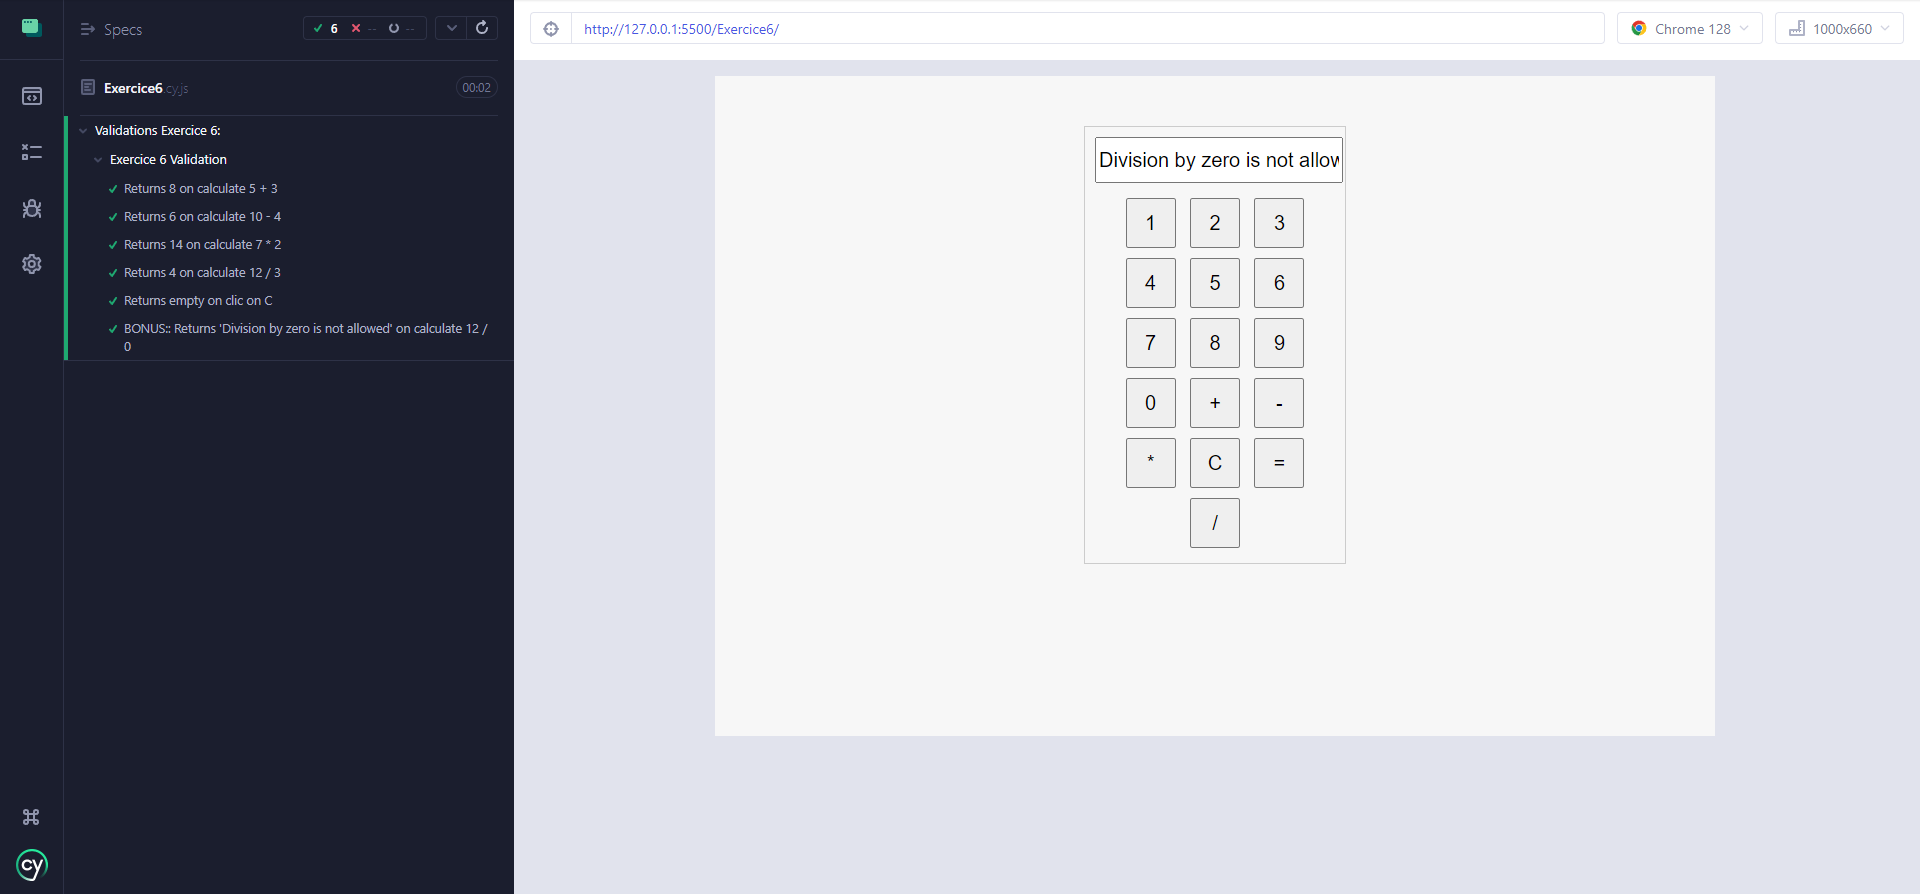 Specs
6 -- --
http://127.0.0.1:5500/Exercice6/
Chrome 128
1000x660
Exercice6.cy.js
00:02
Validations Exercice 6:
Exercice 6 Validation
Returns 8 on calculate 5 + 3
Returns 6 on calculate 10 - 4
Returns 14 on calculate 7 * 2
Returns 4 on calculate 12 / 3
Returns empty on clic on C
BONUS:: Returns 'Division by zero is not allowed' on calculate 12 /
0
cy
Division by zero is not allow
1 2 3
4 5 6
7 8 9
0 + -
* C =
/